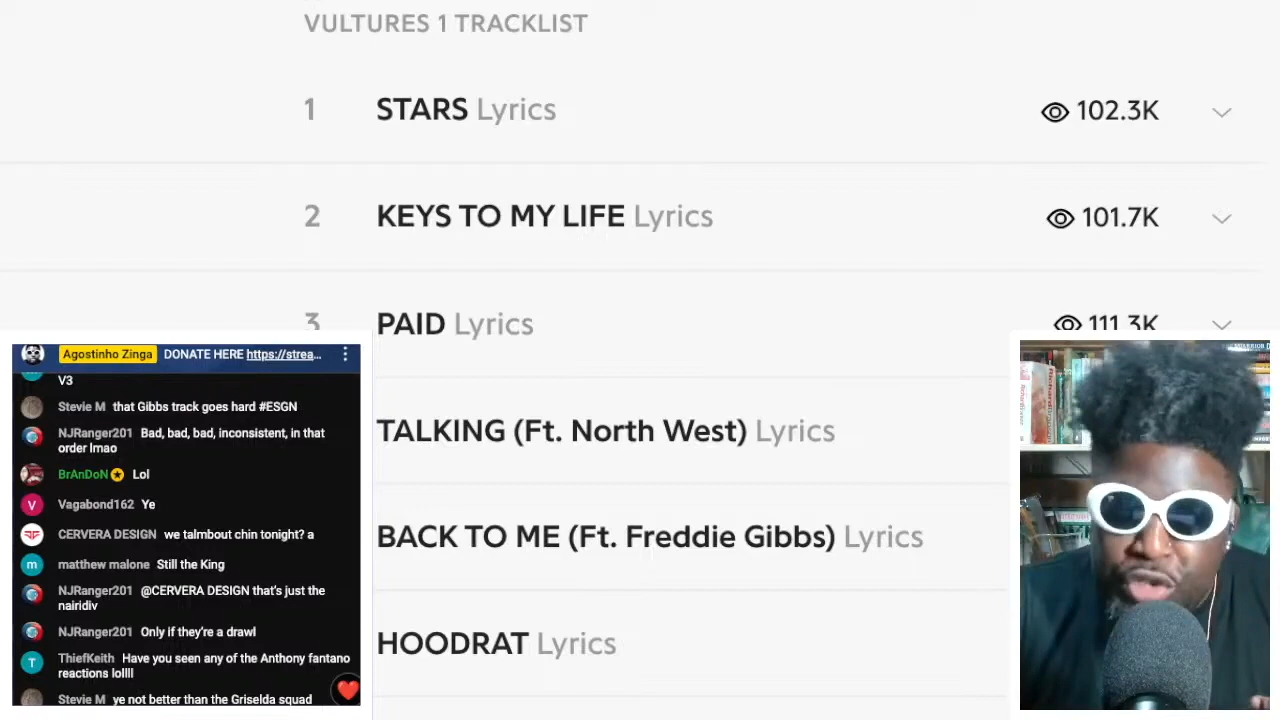 VULTURES 1 TRACKLIST
1 STARS Lyrics 102.3K
2 KEYS TO MY LIFE Lyrics 101.7K
3 PAID Lyrics 111.3K
TALKING (Ft. North West) Lyrics
BACK TO ME (Ft. Freddie Gibbs) Lyrics
HOODRAT Lyrics
Agostinho Zinga DONATE HERE https://strea...
V3
Stevie M that Gibbs track goes hard #ESGN
NJRanger201 Bad, bad, bad, inconsistent, in that
order lmao
BrAnDoN Lol
V Vagabond162 Ye
CERVERA DESIGN we talmbout chin tonight? a
m matthew malone Still the King
NJRanger201 @CERVERA DESIGN that's just the
nairidiv
NJRanger201 Only if they're a drawl
T ThiefKeith Have you seen any of the Anthony fantano
reactions lollll
Stevie M ye not better than the Griselda squad